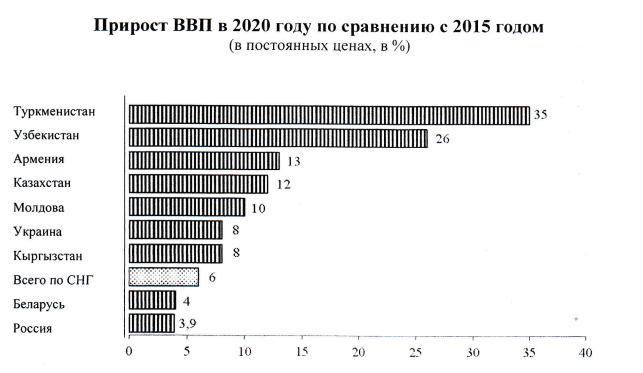 Прирост ВВП в 2020 году по сравнению с 2015 годом
(в постоянных ценах, в %)
Туркменистан 35
Узбекистан 26
Армения 13
Казахстан 12
Молдова 10
Украина 8
Кыргызстан 8
Всего по СНГ 6
Беларусь 4
Россия 3,9
0 5 10 15 20 25 30 35 40